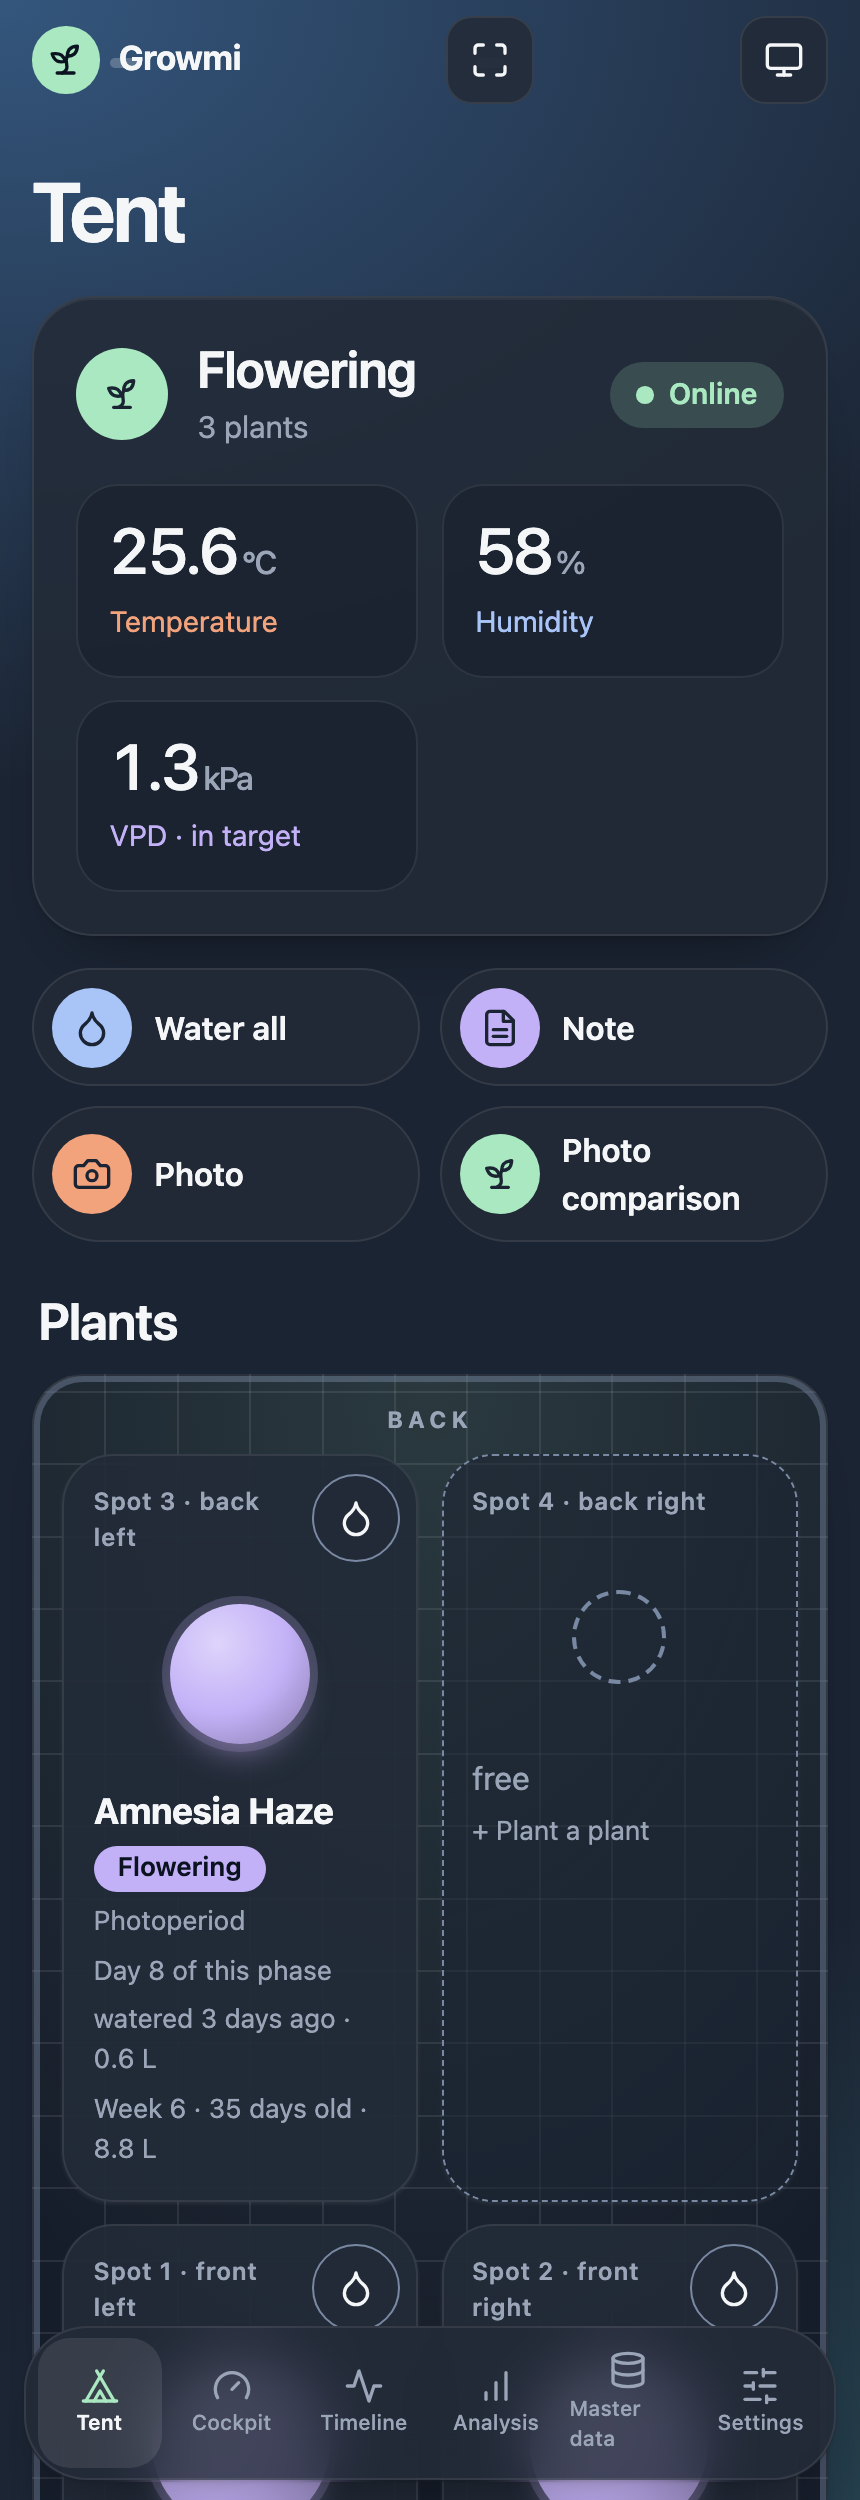 Growmi
Tent
Flowering
3 plants
Online
25.6 °C
Temperature
58 %
Humidity
1.3 kPa
VPD · in target
Water all
Note
Photo
Photo
comparison
Plants
BACK
Spot 3 · back
left
Amnesia Haze
Flowering
Photoperiod
Day 8 of this phase
watered 3 days ago ·
0.6 L
Week 6 · 35 days old ·
8.8 L
Spot 4 · back right
free
+ Plant a plant
Spot 1 · front
left
Spot 2 · front
right
Tent
Cockpit
Timeline
Analysis
Master
data
Settings